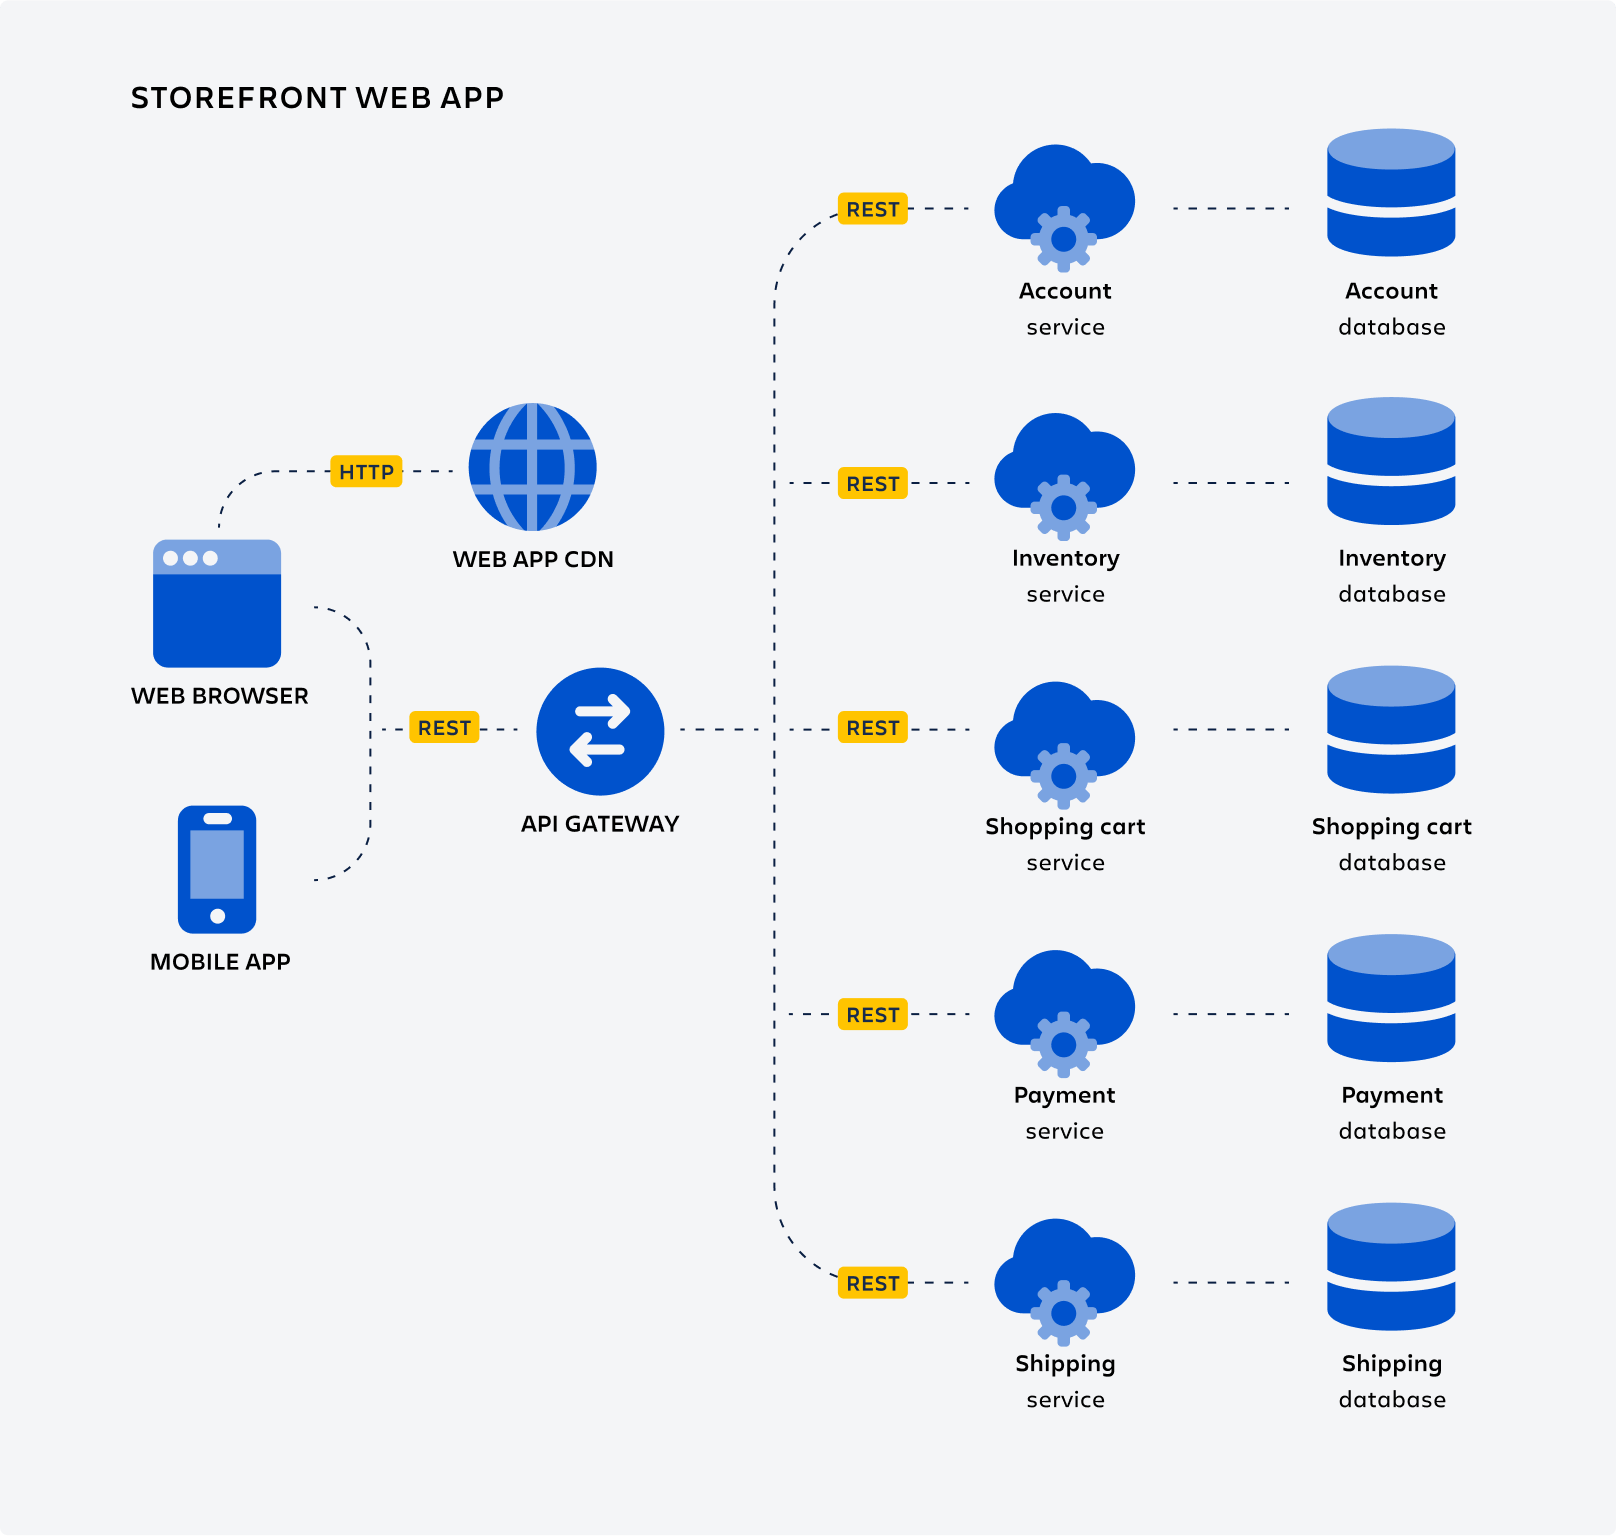 STOREFRONT WEB APP
HTTP
WEB APP CDN
WEB BROWSER
REST
API GATEWAY
MOBILE APP
REST
Account
service
Account
database
REST
Inventory
service
Inventory
database
REST
Shopping cart
service
Shopping cart
database
REST
Payment
service
Payment
database
REST
Shipping
service
Shipping
database